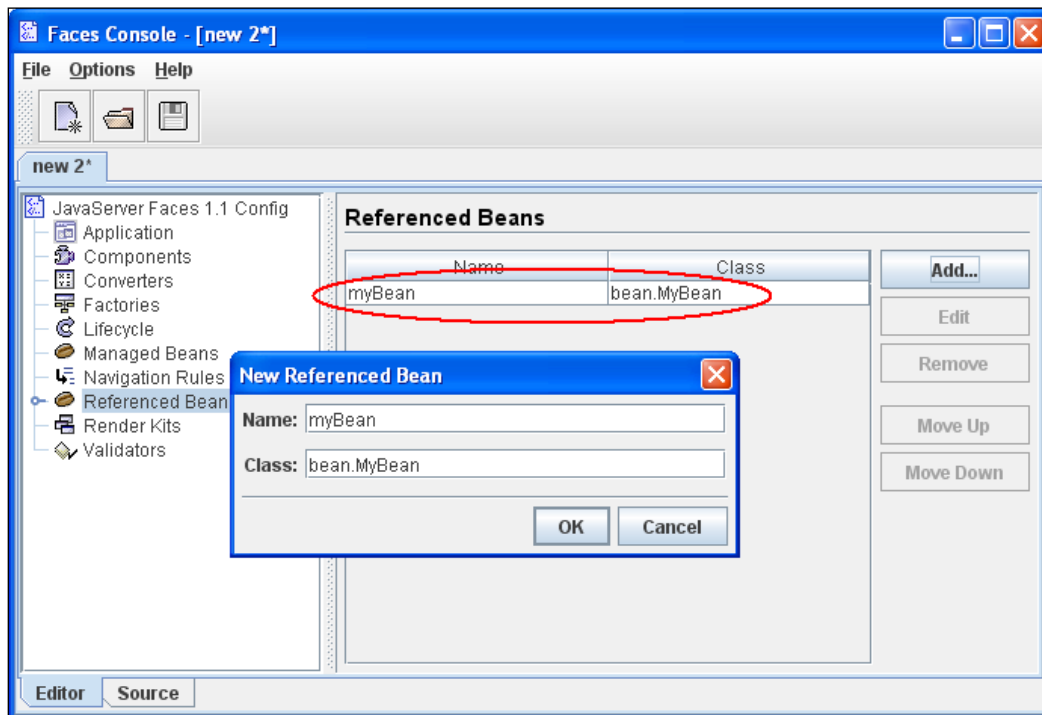 Faces Console - [new 2*]
File Options Help
new 2*
JavaServer Faces 1.1 Config
Application
Components
Converters
Factories
Lifecycle
Managed Beans
Navigation Rules
Referenced Bean
Render Kits
Validators
Referenced Beans
Name Class
myBean bean.MyBean
Add...
Edit
Remove
Move Up
Move Down
New Referenced Bean
Name: myBean
Class: bean.MyBean
OK Cancel
Editor Source